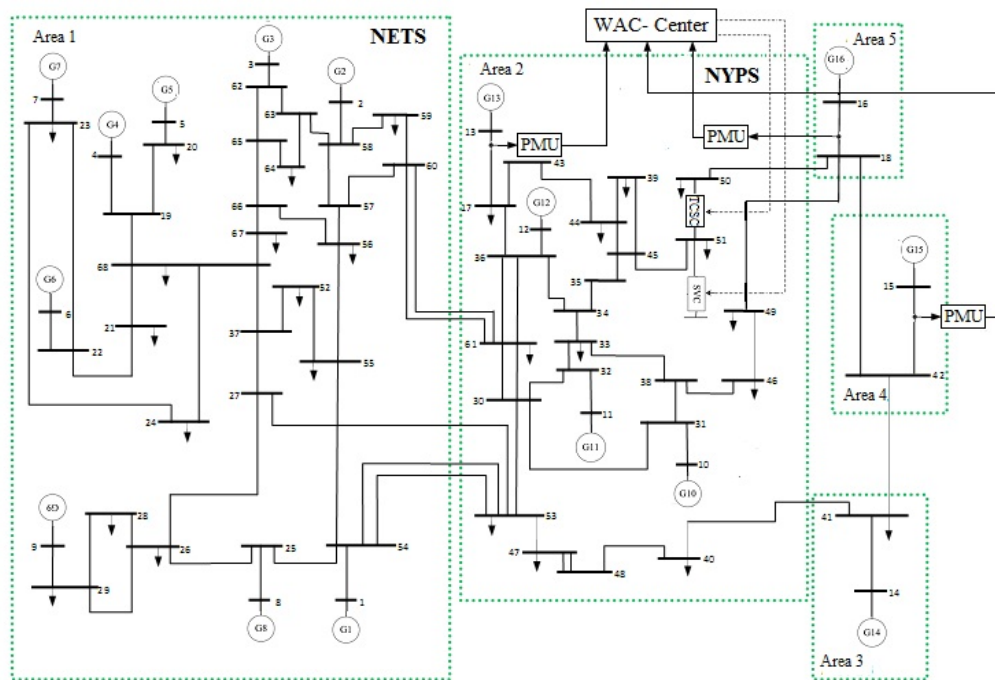 WAC- Center
Area 1
NETS
G3
G7
3
G2
62
7
G5
2
23
63
59
G4
5
58
65
4
20
64
60
57
19
66
67
56
68
G6
52
6
21
37
22
55
27
24
G9
28
25
54
9
26
29
8
1
G8
G1
Area 2
NYPS
G13
13
PMU
43
39
50
17
G12
TCSC
12
44
51
36
45
35
SVC
34
49
61
33
32
38
46
30
11
31
G11
10
G10
53
47
40
48
Area 5
G16
16
PMU
18
G15
15
PMU
42
Area 4
41
14
G14
Area 3